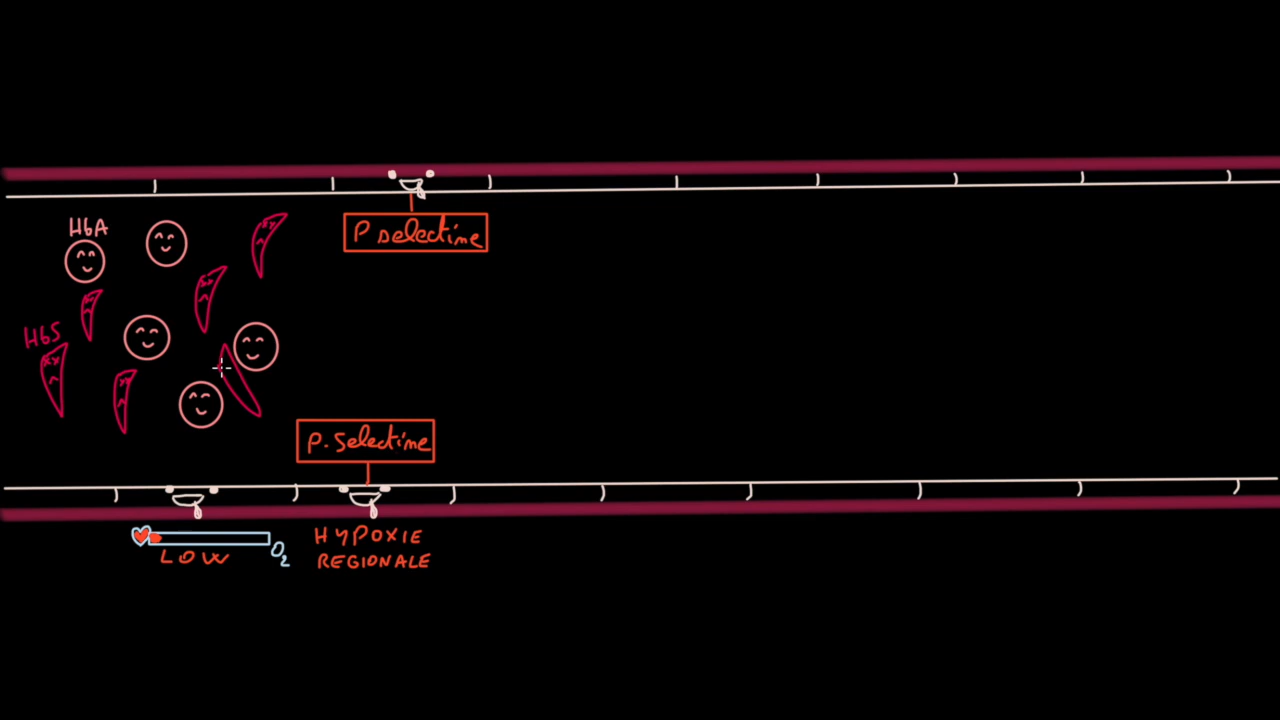 HbA
P selectine
HbS
P. Selectine
LOW
O2
HYPOXIE
REGIONALE